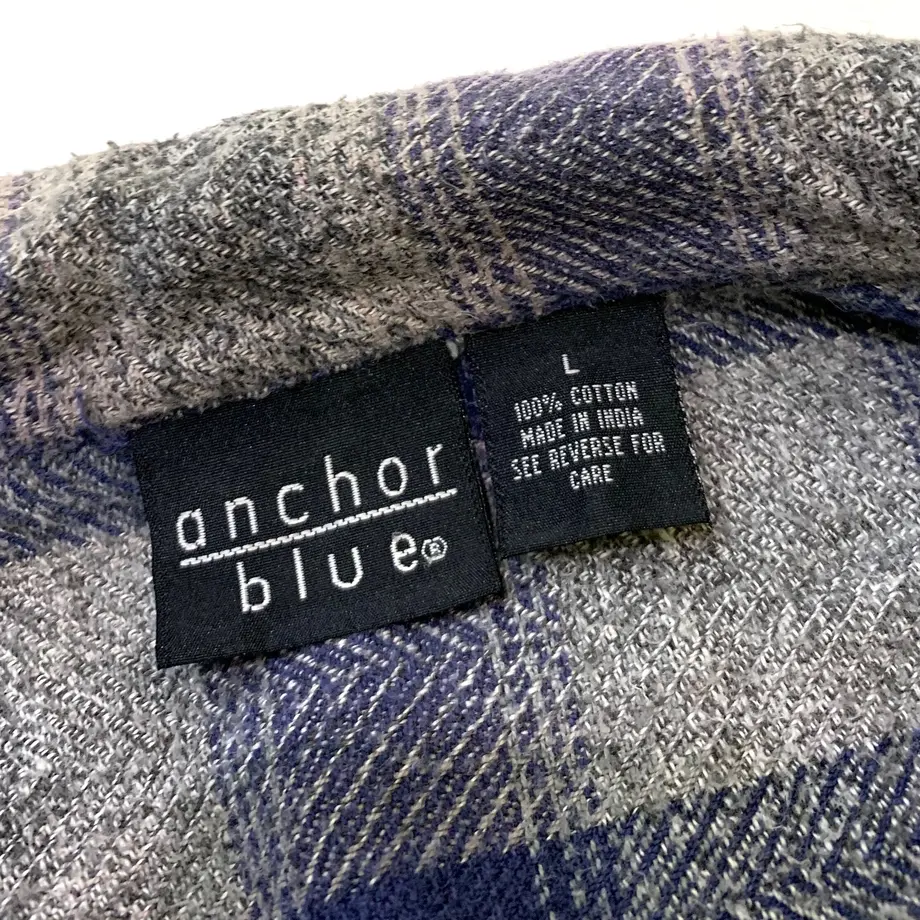 anchor
blue®
L
100% COTTON
MADE IN INDIA
SEE REVERSE FOR
CARE